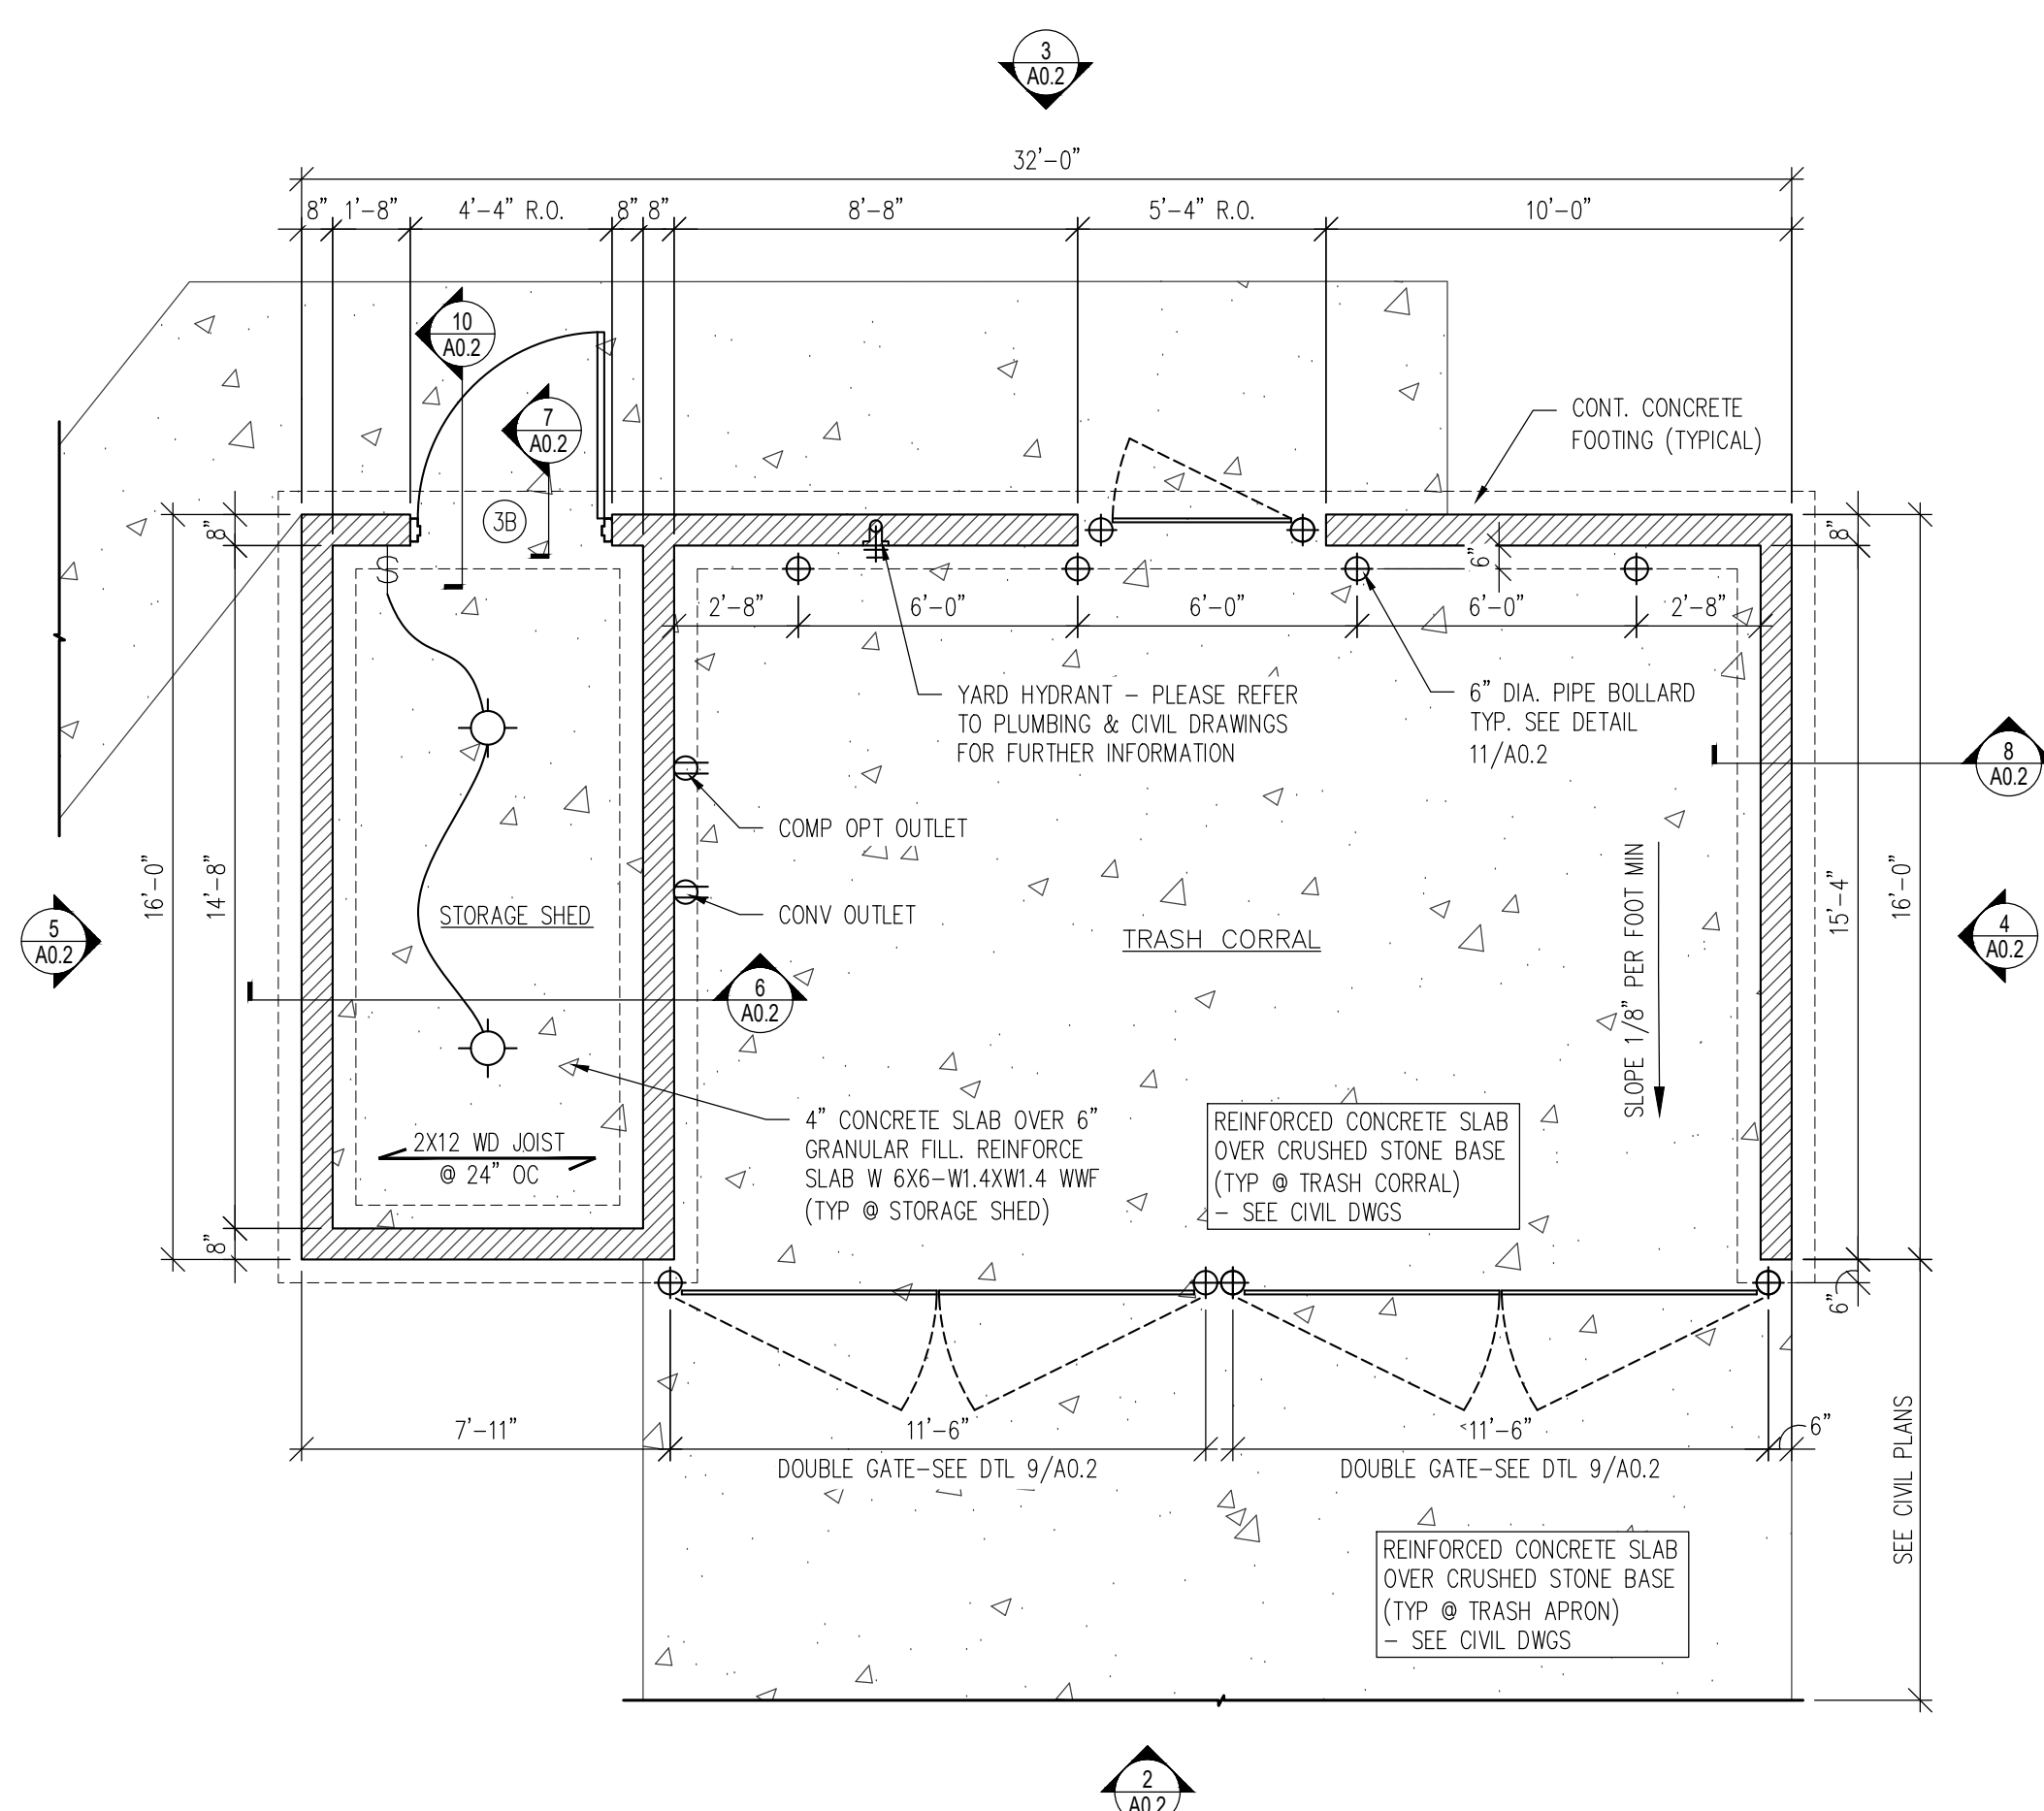 3
A0.2
32'-0"
8" 1'-8" 4'-4" R.O. 8" 8" 8'-8" 5'-4" R.O. 10'-0"
10
A0.2
7
A0.2
CONT. CONCRETE
FOOTING (TYPICAL)
3B
8"
8"
6"
$
2'-8" 6'-0" 6'-0" 6'-0" 2'-8"
YARD HYDRANT – PLEASE REFER
TO PLUMBING & CIVIL DRAWINGS
FOR FURTHER INFORMATION
6" DIA. PIPE BOLLARD
TYP. SEE DETAIL
11/A0.2
8
A0.2
COMP OPT OUTLET
CONV OUTLET
16'-0"
14'-8"
STORAGE SHED
TRASH CORRAL
SLOPE 1/8" PER FOOT MIN
15'-4"
16'-0"
5
A0.2
4
A0.2
6
A0.2
4" CONCRETE SLAB OVER 6"
GRANULAR FILL. REINFORCE
SLAB W 6X6-W1.4XW1.4 WWF
(TYP @ STORAGE SHED)
REINFORCED CONCRETE SLAB
OVER CRUSHED STONE BASE
(TYP @ TRASH CORRAL)
– SEE CIVIL DWGS
2X12 WD JOIST
@ 24" OC
8"
6"
7'-11" 11'-6" 11'-6" 6"
DOUBLE GATE-SEE DTL 9/A0.2 DOUBLE GATE-SEE DTL 9/A0.2
SEE CIVIL PLANS
REINFORCED CONCRETE SLAB
OVER CRUSHED STONE BASE
(TYP @ TRASH APRON)
– SEE CIVIL DWGS
2
A0.2